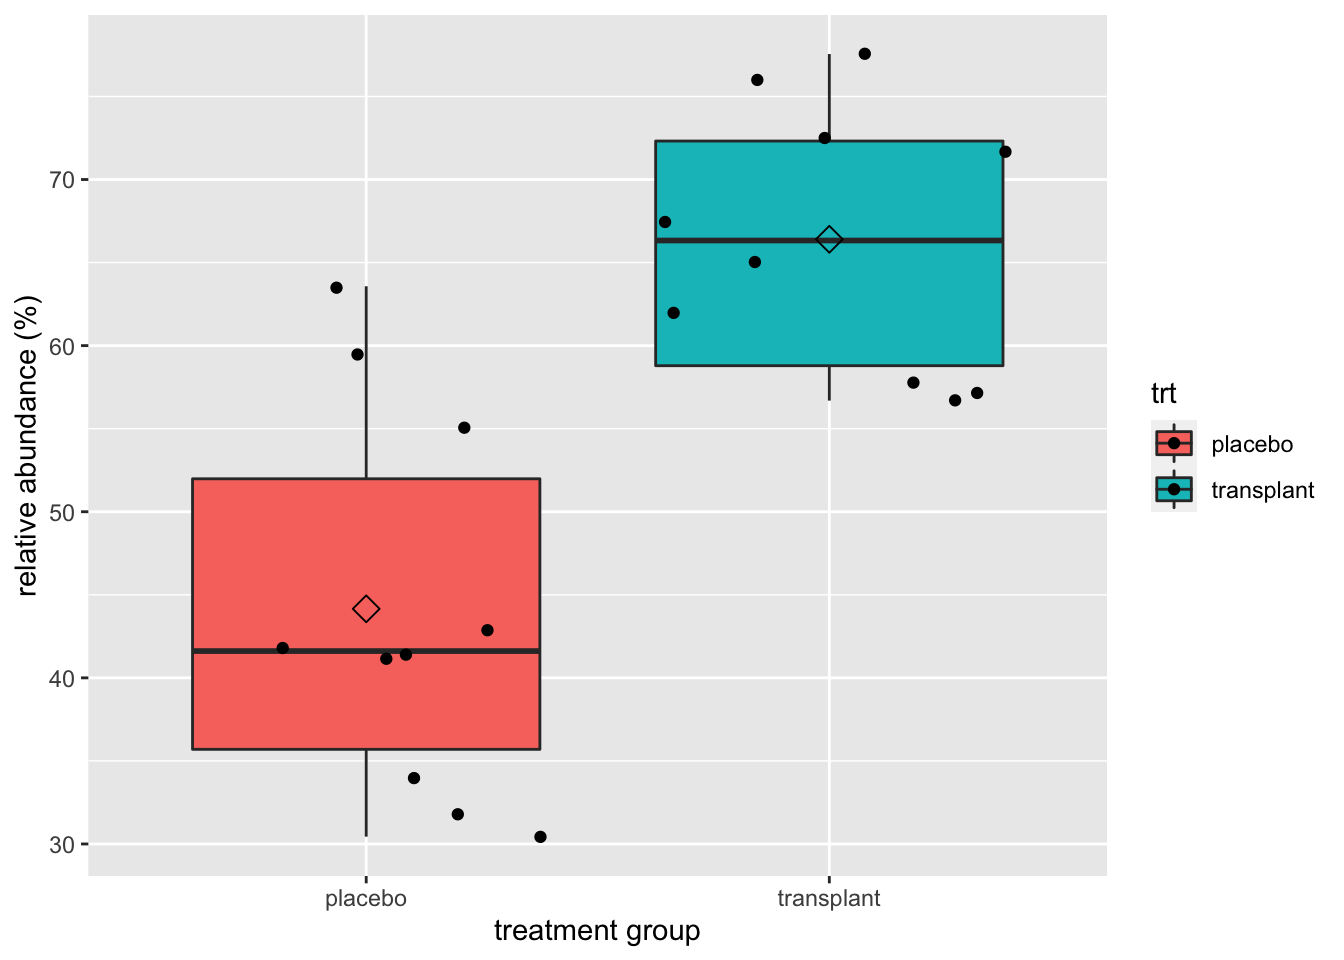 relative abundance (%)
70
60
50
40
30
placebo
transplant
treatment group
trt
placebo
transplant